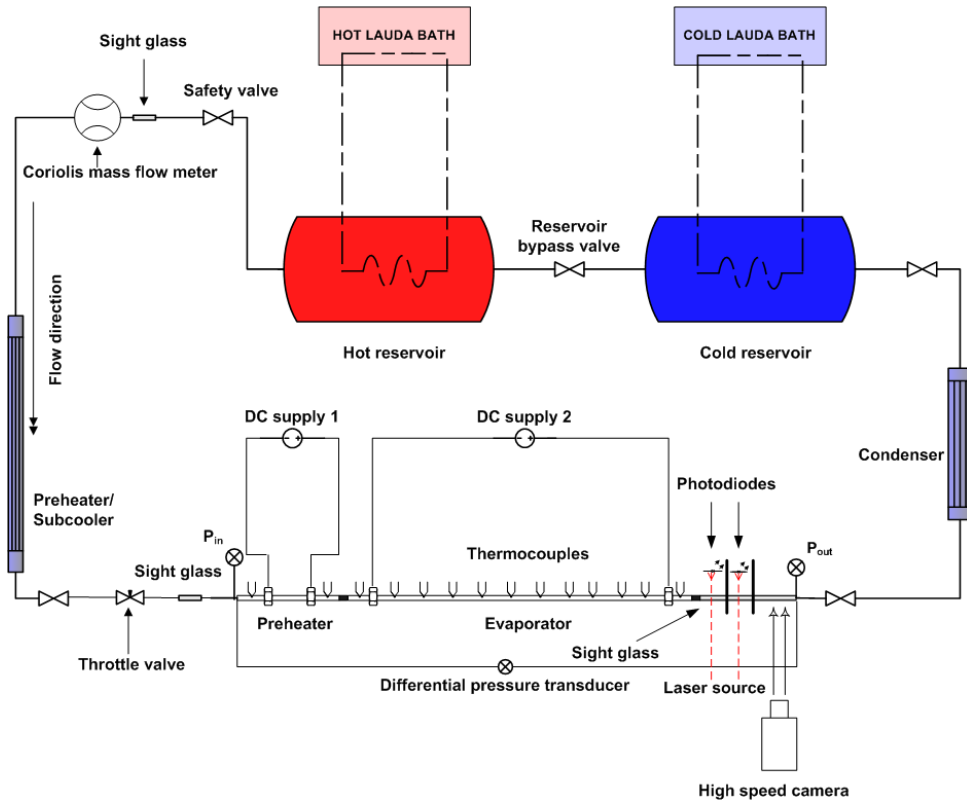 HOT LAUDA BATH
COLD LAUDA BATH
Sight glass
Safety valve
Coriolis mass flow meter
Reservoir
bypass valve
Flow direction
Hot reservoir
Cold reservoir
DC supply 1
DC supply 2
- +
- +
Condenser
Photodiodes
Preheater/
Subcooler
Pin
Pout
Thermocouples
Sight glass
Preheater
Evaporator
Sight glass
Throttle valve
Differential pressure transducer
Laser source
High speed camera